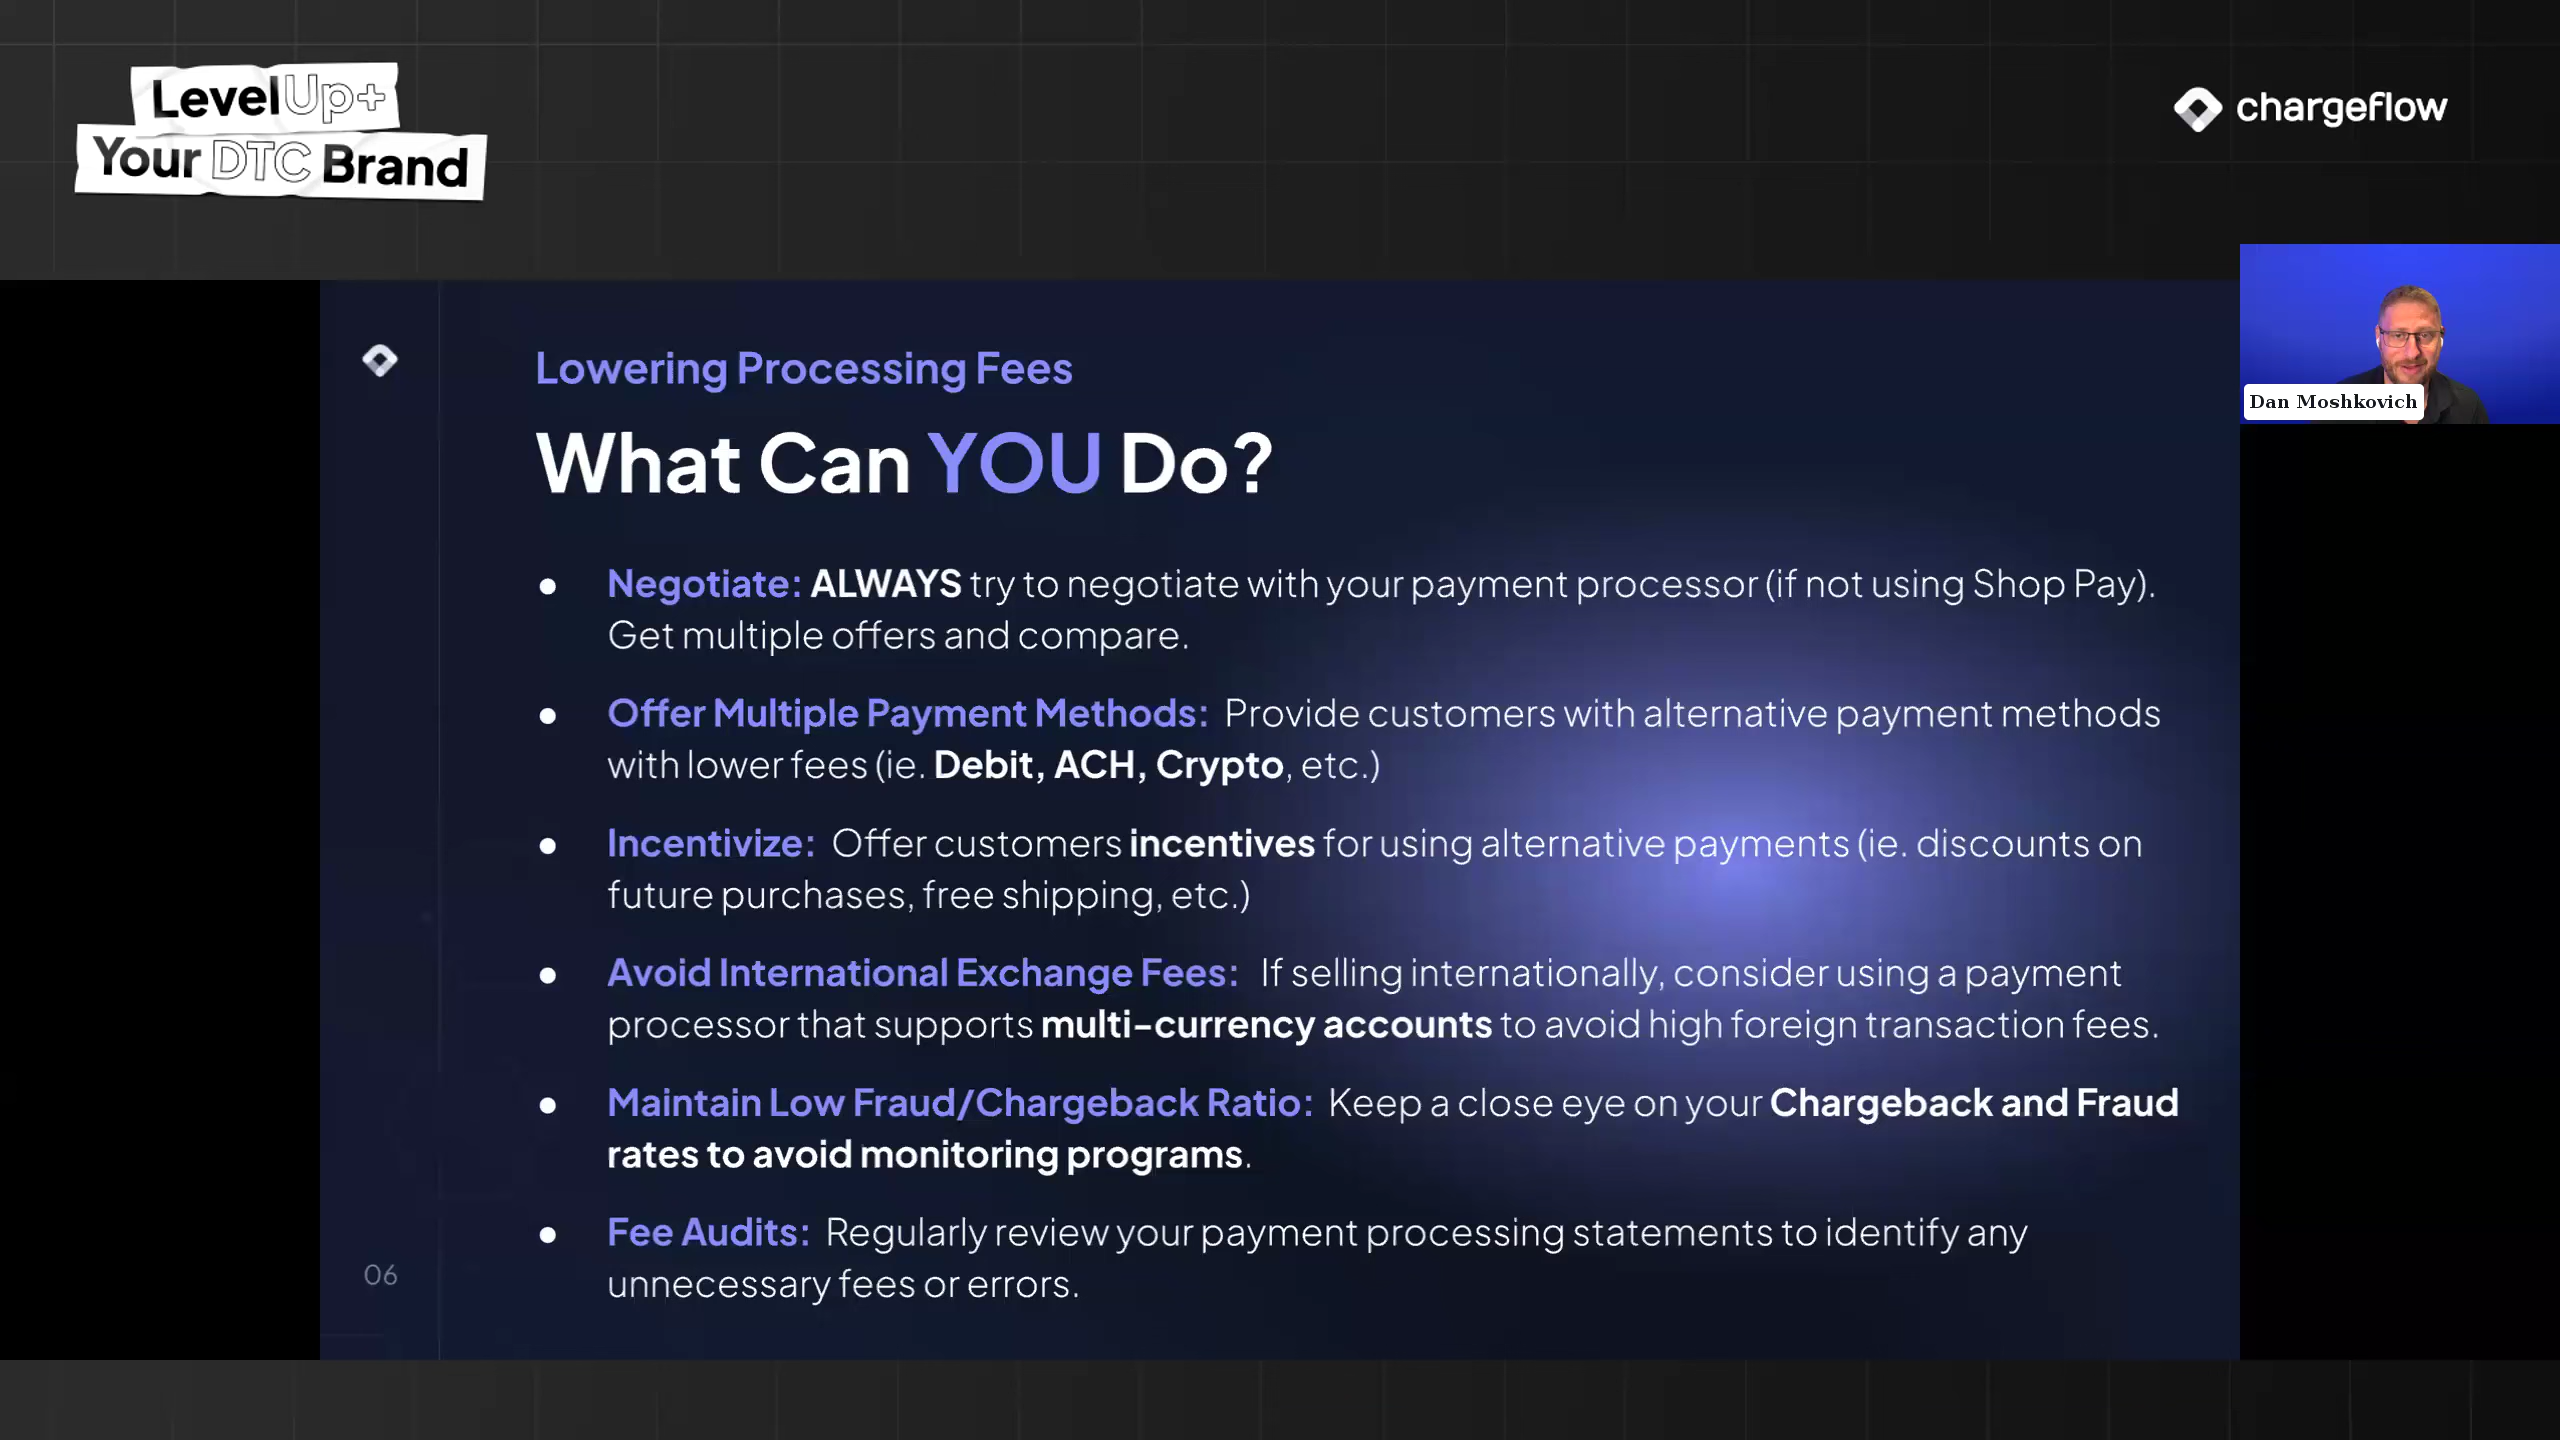 LevelUp+
Your DTC Brand
chargeflow
Dan Moshkovich
Lowering Processing Fees
What Can YOU Do?
● Negotiate: ALWAYS try to negotiate with your payment processor (if not using Shop Pay).
Get multiple offers and compare.
● Offer Multiple Payment Methods: Provide customers with alternative payment methods
with lower fees (ie. Debit, ACH, Crypto, etc.)
● Incentivize: Offer customers incentives for using alternative payments (ie. discounts on
future purchases, free shipping, etc.)
● Avoid International Exchange Fees: If selling internationally, consider using a payment
processor that supports multi-currency accounts to avoid high foreign transaction fees.
● Maintain Low Fraud/Chargeback Ratio: Keep a close eye on your Chargeback and Fraud
rates to avoid monitoring programs.
● Fee Audits: Regularly review your payment processing statements to identify any
unnecessary fees or errors.
06